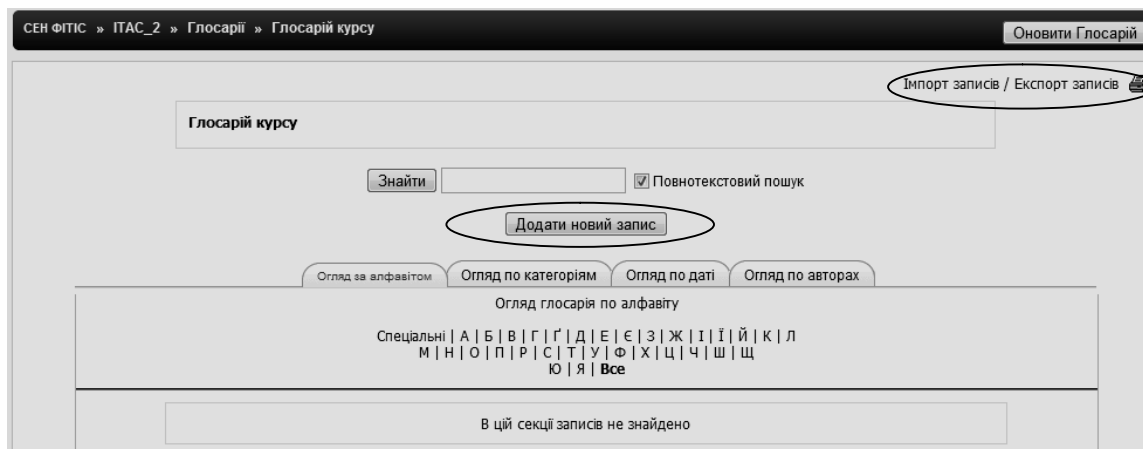 СЕН ФІТІС » ІТАС_2 » Глосарії » Глосарій курсу
Оновити Глосарій
Імпорт записів / Експорт записів
Глосарій курсу
Знайти Повнотекстовий пошук
Додати новий запис
Огляд за алфавітом Огляд по категоріям Огляд по даті Огляд по авторах
Огляд глосарія по алфавіту
Спеціальні | А | Б | В | Г | Ґ | Д | Е | Є | З | Ж | І | Ї | Й | К | Л
М | Н | О | П | Р | С | Т | У | Ф | Х | Ц | Ч | Ш | Щ
Ю | Я | Все
В цій секції записів не знайдено